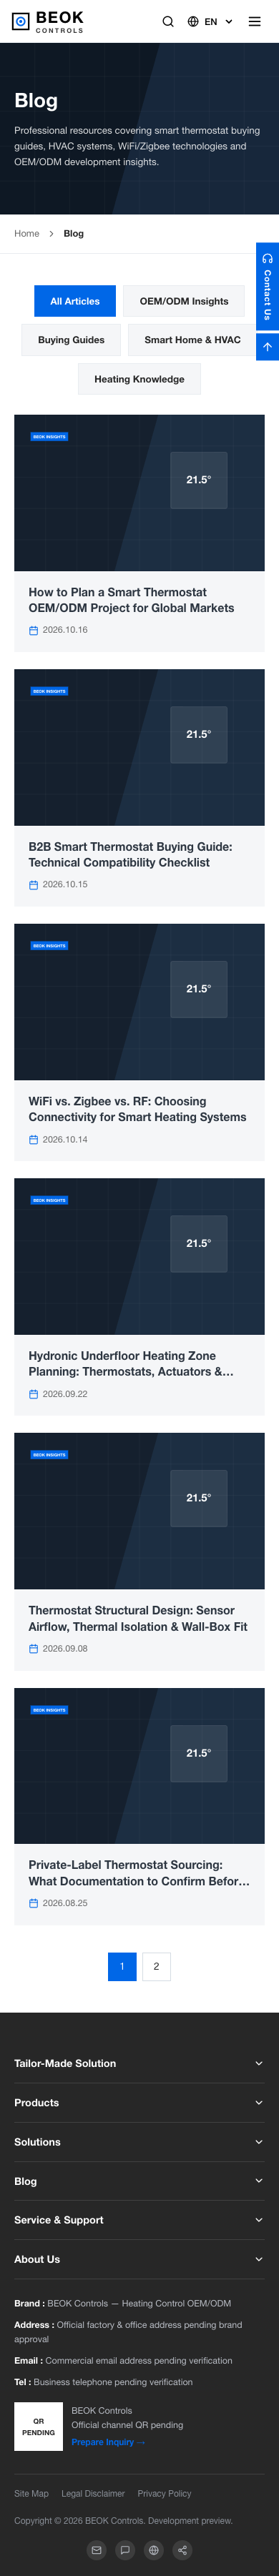 BEOK
CONTROLS
EN
Blog
Professional resources covering smart thermostat buying
guides, HVAC systems, WiFi/Zigbee technologies and
OEM/ODM development insights.
Home > Blog
Contact Us
All Articles
OEM/ODM Insights
Buying Guides
Smart Home & HVAC
Heating Knowledge
BEOK INSIGHTS
21.5°
How to Plan a Smart Thermostat
OEM/ODM Project for Global Markets
2026.10.16
BEOK INSIGHTS
21.5°
B2B Smart Thermostat Buying Guide:
Technical Compatibility Checklist
2026.10.15
BEOK INSIGHTS
21.5°
WiFi vs. Zigbee vs. RF: Choosing
Connectivity for Smart Heating Systems
2026.10.14
BEOK INSIGHTS
21.5°
Hydronic Underfloor Heating Zone
Planning: Thermostats, Actuators &...
2026.09.22
BEOK INSIGHTS
21.5°
Thermostat Structural Design: Sensor
Airflow, Thermal Isolation & Wall-Box Fit
2026.09.08
BEOK INSIGHTS
21.5°
Private-Label Thermostat Sourcing:
What Documentation to Confirm Befor...
2026.08.25
1
2
Tailor-Made Solution
Products
Solutions
Blog
Service & Support
About Us
Brand : BEOK Controls — Heating Control OEM/ODM
Address : Official factory & office address pending brand
approval
Email : Commercial email address pending verification
Tel : Business telephone pending verification
QR
PENDING
BEOK Controls
Official channel QR pending
Prepare Inquiry →
Site Map
Legal Disclaimer
Privacy Policy
Copyright © 2026 BEOK Controls. Development preview.